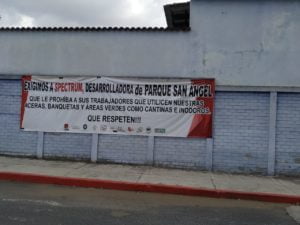 EXIGIMOS A SPECTRUM, DESARROLLADORA de PARQUE SAN ANGEL
QUE LE PROHIBA A SUS TRABAJADORES QUE UTILICEN NUESTRAS
ACERAS, BANQUETAS Y ÁREAS VERDES COMO CANTINAS E INODOROS.
QUE RESPETEN!!!